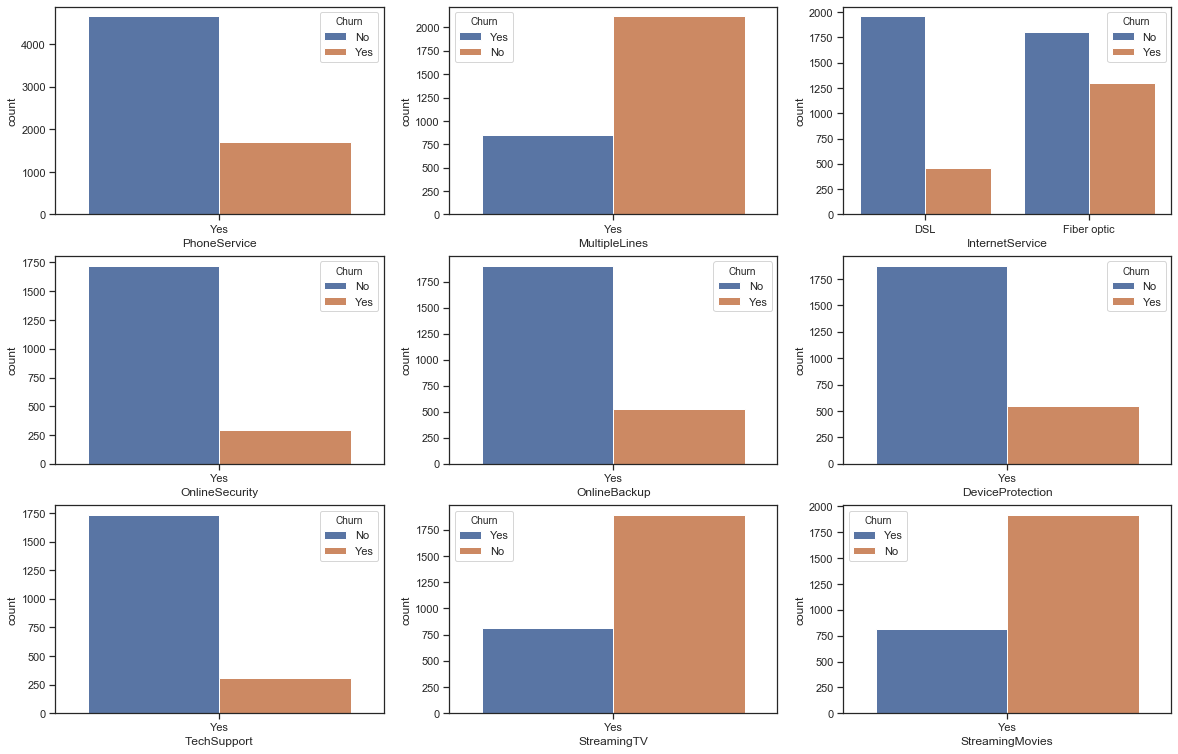 Churn
No
Yes
4000
3000
2000
1000
0
count
Yes
PhoneService
Churn
Yes
No
2000
1750
1500
1250
1000
750
500
250
0
count
Yes
MultipleLines
Churn
No
Yes
2000
1750
1500
1250
1000
750
500
250
0
count
DSL
Fiber optic
InternetService
Churn
No
Yes
1750
1500
1250
1000
750
500
250
0
count
Yes
OnlineSecurity
Churn
No
Yes
1750
1500
1250
1000
750
500
250
0
count
Yes
OnlineBackup
Churn
No
Yes
1750
1500
1250
1000
750
500
250
0
count
Yes
DeviceProtection
Churn
No
Yes
1750
1500
1250
1000
750
500
250
0
count
Yes
TechSupport
Churn
Yes
No
1750
1500
1250
1000
750
500
250
0
count
Yes
StreamingTV
Churn
Yes
No
2000
1750
1500
1250
1000
750
500
250
0
count
Yes
StreamingMovies